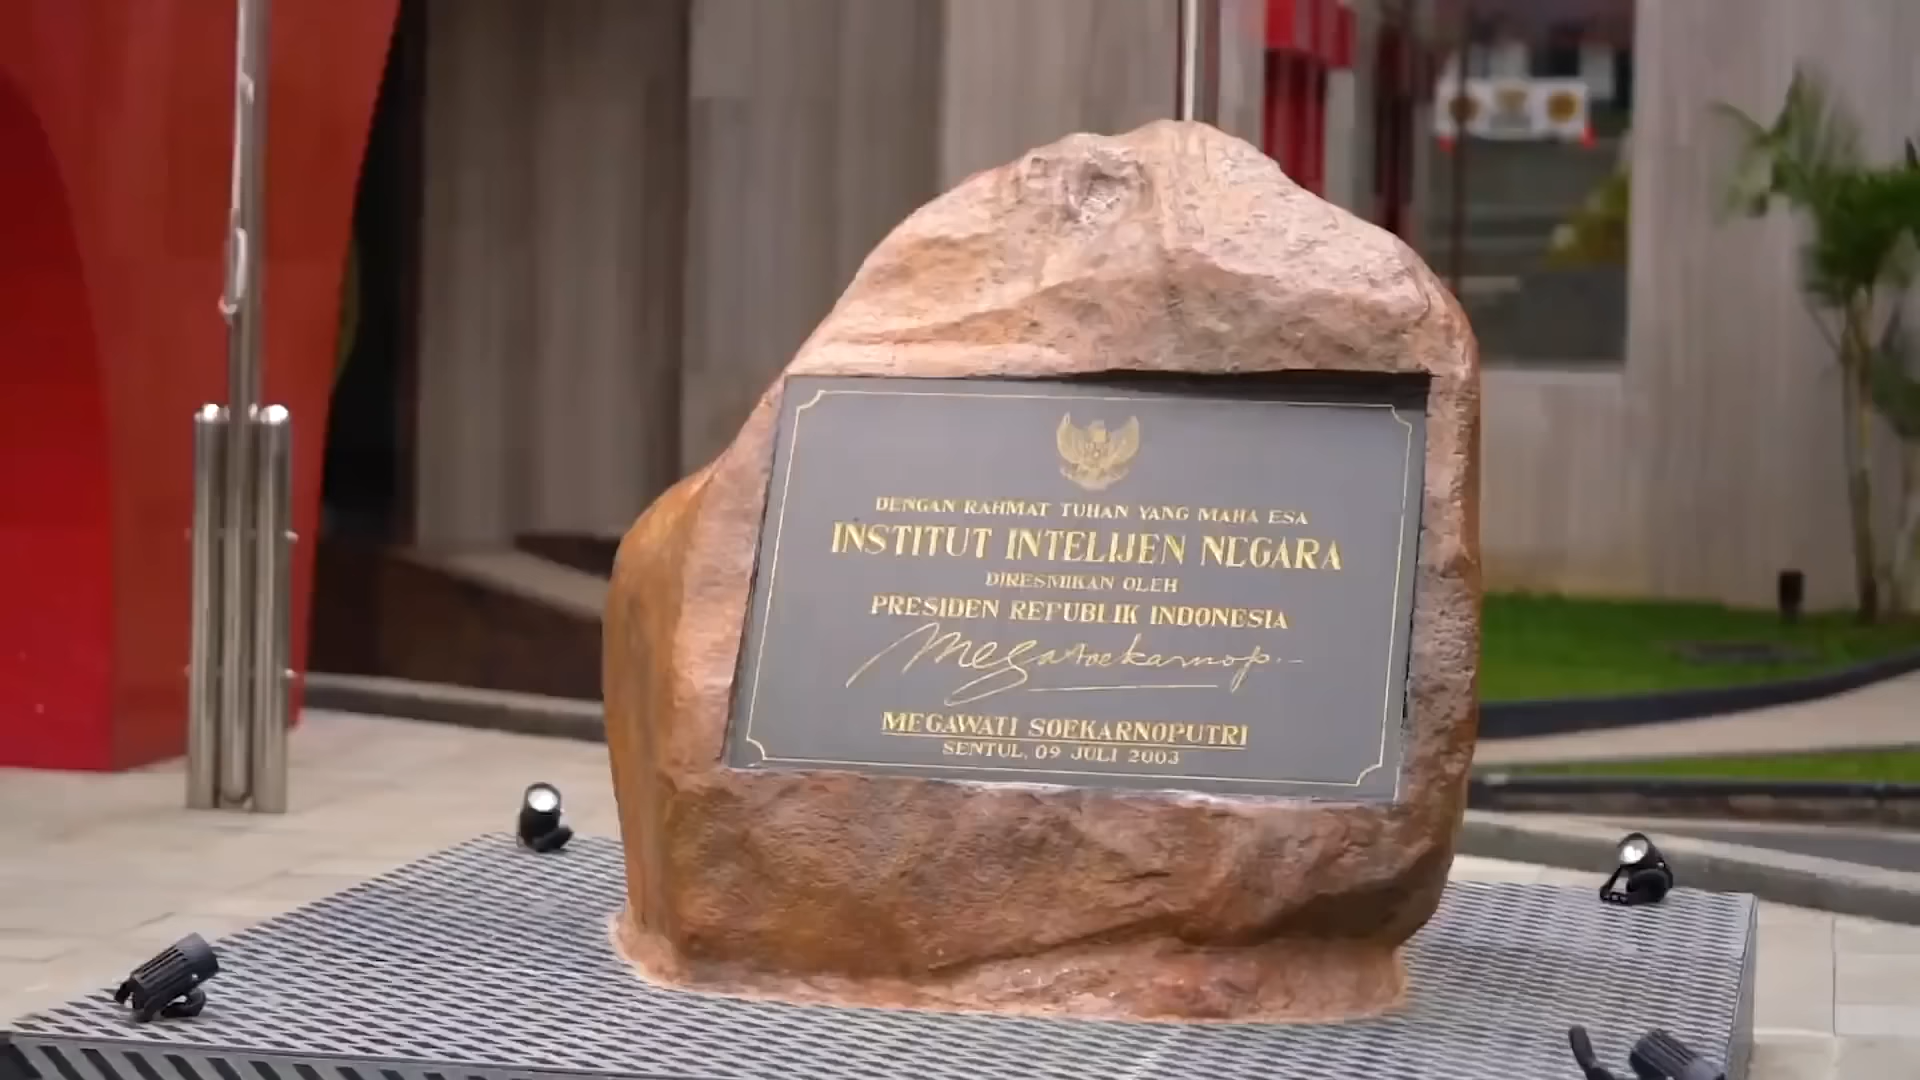 DENGAN RAHMAT TUHAN YANG MAHA ESA
INSTITUT INTELIJEN NEGARA
DIRESMIKAN OLEH
PRESIDEN REPUBLIK INDONESIA
Megasoekarnop.
MEGAWATI SOEKARNOPUTRI
SENTUL, 09 JULI 2003